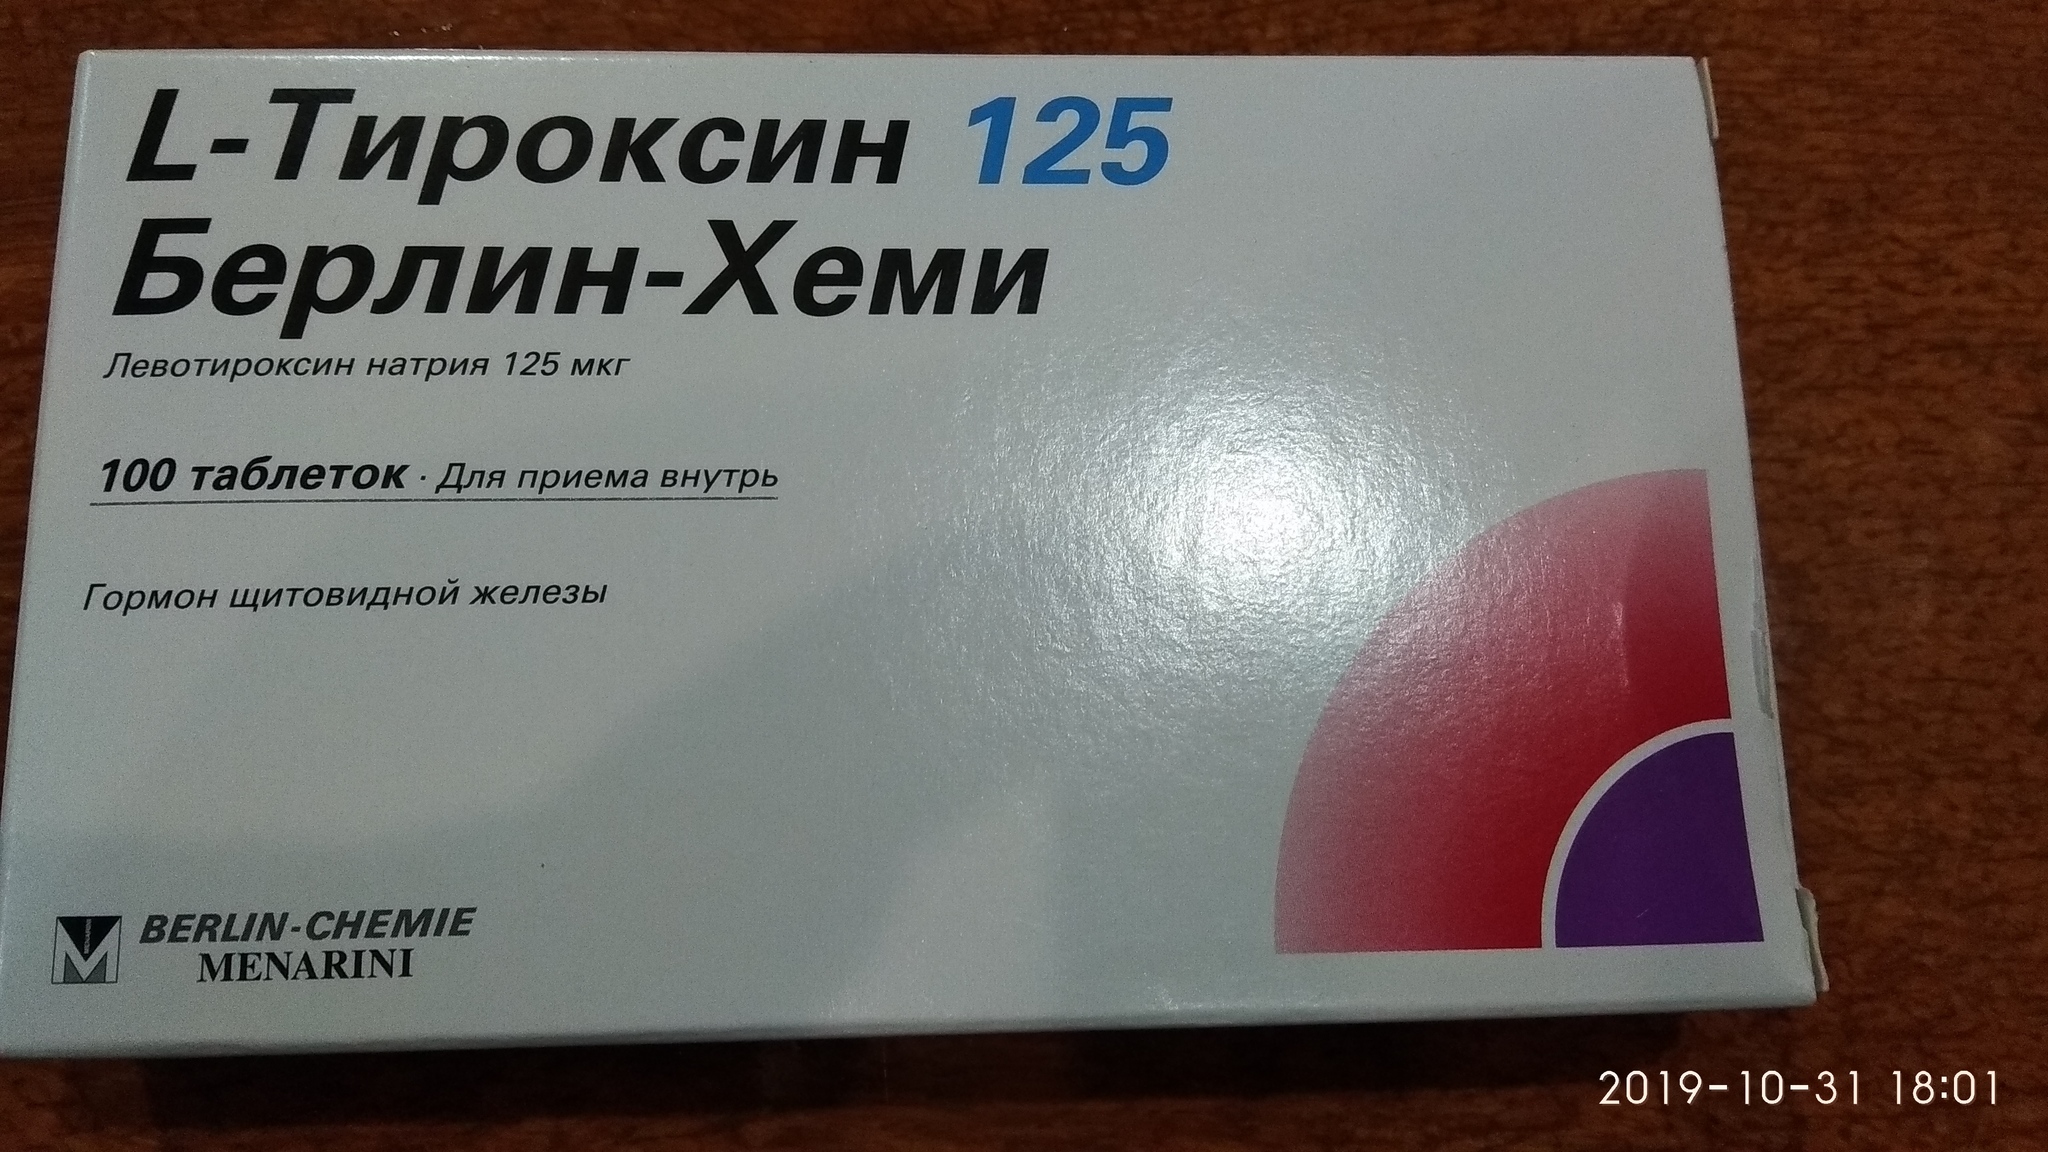 L-Тироксин 125
Берлин-Хеми
Левотироксин натрия 125 мкг
100 таблеток · Для приема внутрь
Гормон щитовидной железы
BERLIN-CHEMIE
MENARINI
2019-10-31 18:01